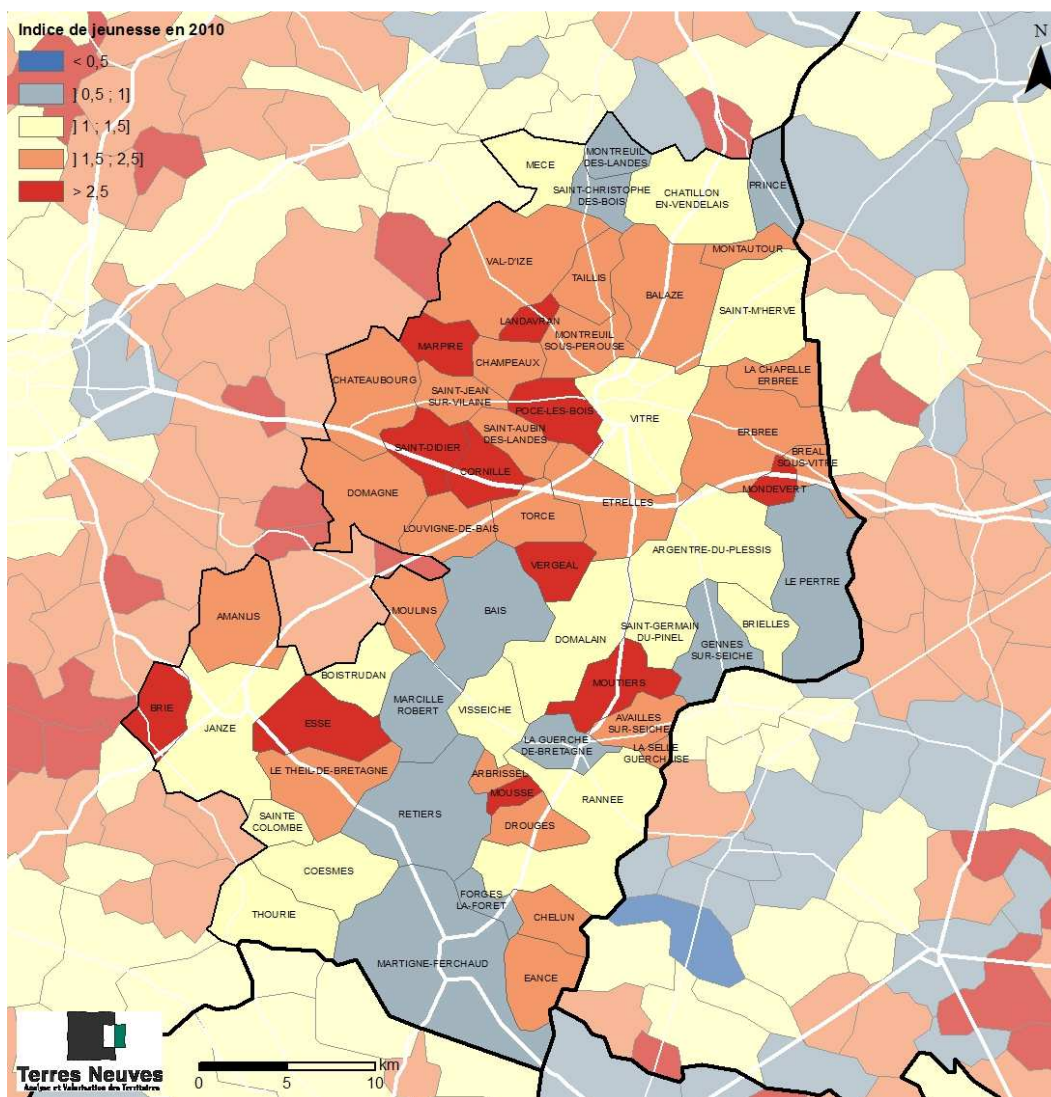 Indice de jeunesse en 2010
< 0,5
] 0,5 ; 1]
] 1 ; 1,5]
] 1,5 ; 2,5]
> 2,5
N
MECE
MONTREUIL
DES-LANDES
SAINT-CHRISTOPHE
DES-BOIS
CHATILLON
EN-VENDELAIS
PRINCE
MONTAUTOUR
VAL-D'IZE
TAILLIS
BALAZE
SAINT-M'HERVE
LANDAVRAN
MARPIRE
MONTREUIL
SOUS-PEROUSE
CHAMPEAUX
CHATEAUBOURG
SAINT-JEAN
SUR-VILAINE
LA CHAPELLE
ERBREE
POCE-LES-BOIS
VITRE
SAINT-AUBIN
DES-LANDES
ERBREE
SAINT-DIDIER
BREAL
SOUS-VITRE
CORNILLE
MONDEVERT
DOMAGNE
ETRELLES
TORCE
LOUVIGNE-DE-BAIS
ARGENTRE-DU-PLESSIS
VERGEAL
LE PERTRE
BAIS
MOULINS
AMANLIS
SAINT-GERMAIN
DU-PINEL
BRIELLES
DOMALAIN
GENNES
SUR-SEICHE
BOISTRUDAN
MOUTIERS
MARCILLE
ROBERT
VISSEICHE
BRIE
ESSE
JANZE
AVAILLES
SUR-SEICHE
LA GUERCHE
DE-BRETAGNE
LA SELLE
GUERCHAISE
LE THEIL-DE-BRETAGNE
ARBRISSEL
MOUSSE
RANNEE
RETIERS
SAINTE
COLOMBE
DROUGES
COESMES
FORGES
LA-FORET
THOURIE
CHELUN
MARTIGNE-FERCHAUD
EANCE
km
0 5 10
Terres Neuves
Analyse et Valorisation des Territoires